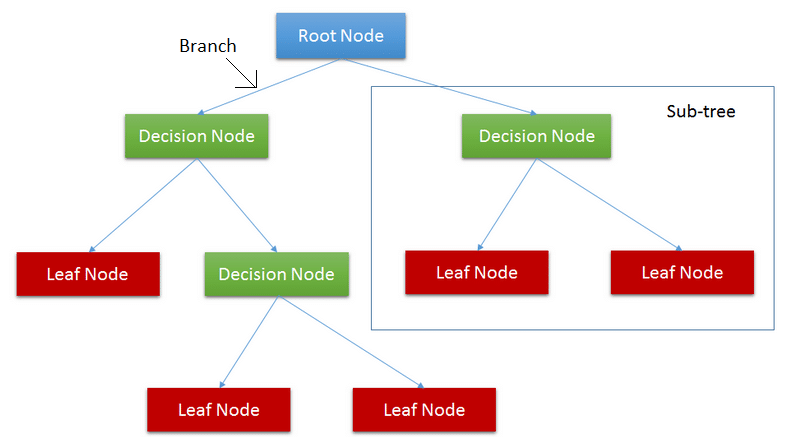 Root Node
Branch
Sub-tree
Decision Node
Decision Node
Leaf Node
Decision Node
Leaf Node
Leaf Node
Leaf Node
Leaf Node